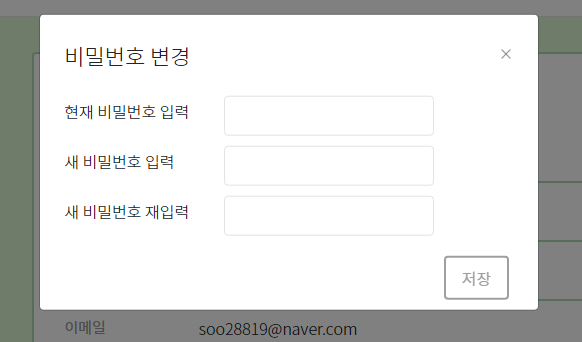 비밀번호 변경
×
현재 비밀번호 입력
새 비밀번호 입력
새 비밀번호 재입력
저장
이메일 soo28819@naver.com